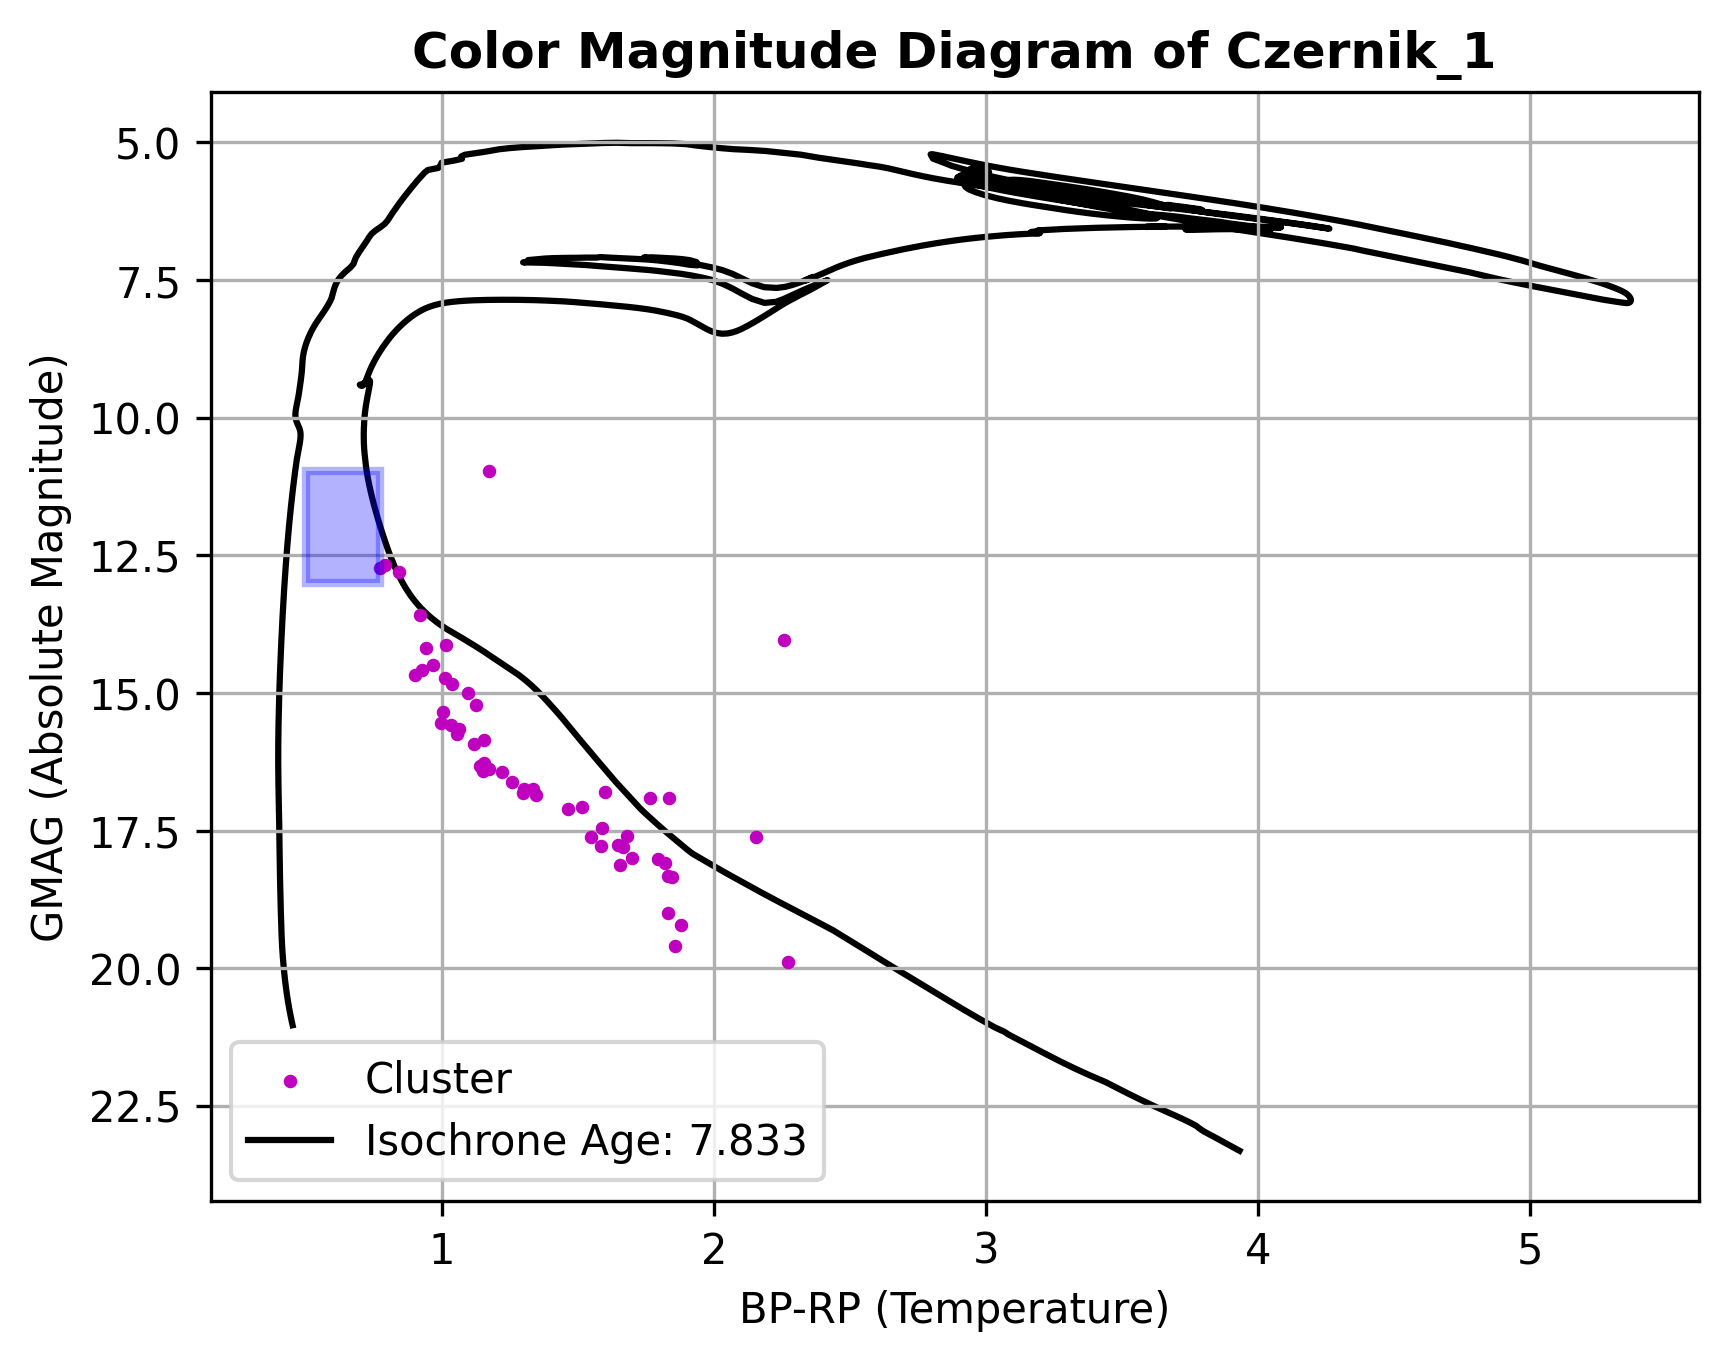 Color Magnitude Diagram of Czernik_1
GMAG (Absolute Magnitude)
5.0
7.5
10.0
12.5
15.0
17.5
20.0
22.5
Cluster
Isochrone Age: 7.833
1 2 3 4 5
BP-RP (Temperature)